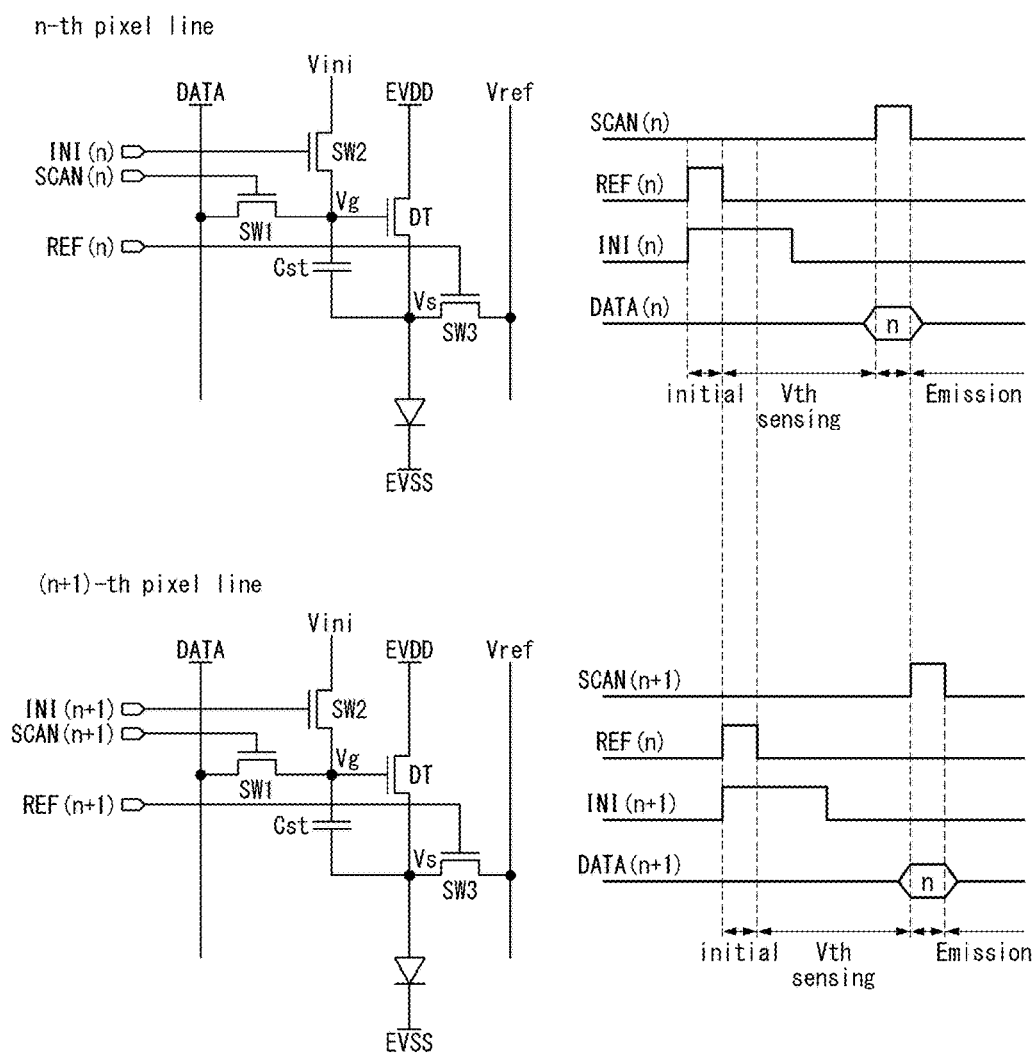 n-th pixel line
Vini
DATA
EVDD
Vref
INI(n)
SW2
SCAN(n)
Vg
DT
SW1
REF(n)
Cst
Vs
SW3
EVSS
SCAN(n)
REF(n)
INI(n)
DATA(n)
n
initial
Vth
sensing
Emission
(n+1)-th pixel line
Vini
DATA
EVDD
Vref
INI(n+1)
SW2
SCAN(n+1)
Vg
DT
SW1
REF(n+1)
Cst
Vs
SW3
EVSS
SCAN(n+1)
REF(n)
INI(n+1)
DATA(n+1)
n
initial
Vth
sensing
Emission